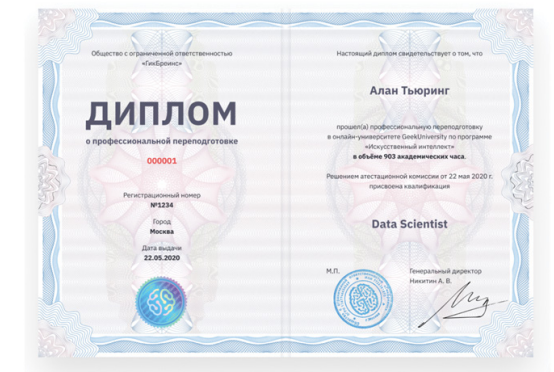 Общество с ограниченной ответственностью
«ГикБреинс»
ДИПЛОМ
о профессиональной переподготовке
000001
Регистрационный номер
№1234
Город
Москва
Дата выдачи
22.05.2020
Настоящий диплом свидетельствует о том, что
Алан Тьюринг
прошел(а) профессиональную переподготовку
в онлайн-университете GeekUniversity по программе
«Искусственный интеллект»
в объёме 903 академических часа.
Решением аттестационной комиссии от 22 мая 2020 г.
присвоена квалификация
Data Scientist
М.П.
Генеральный директор
Никитин А. В.